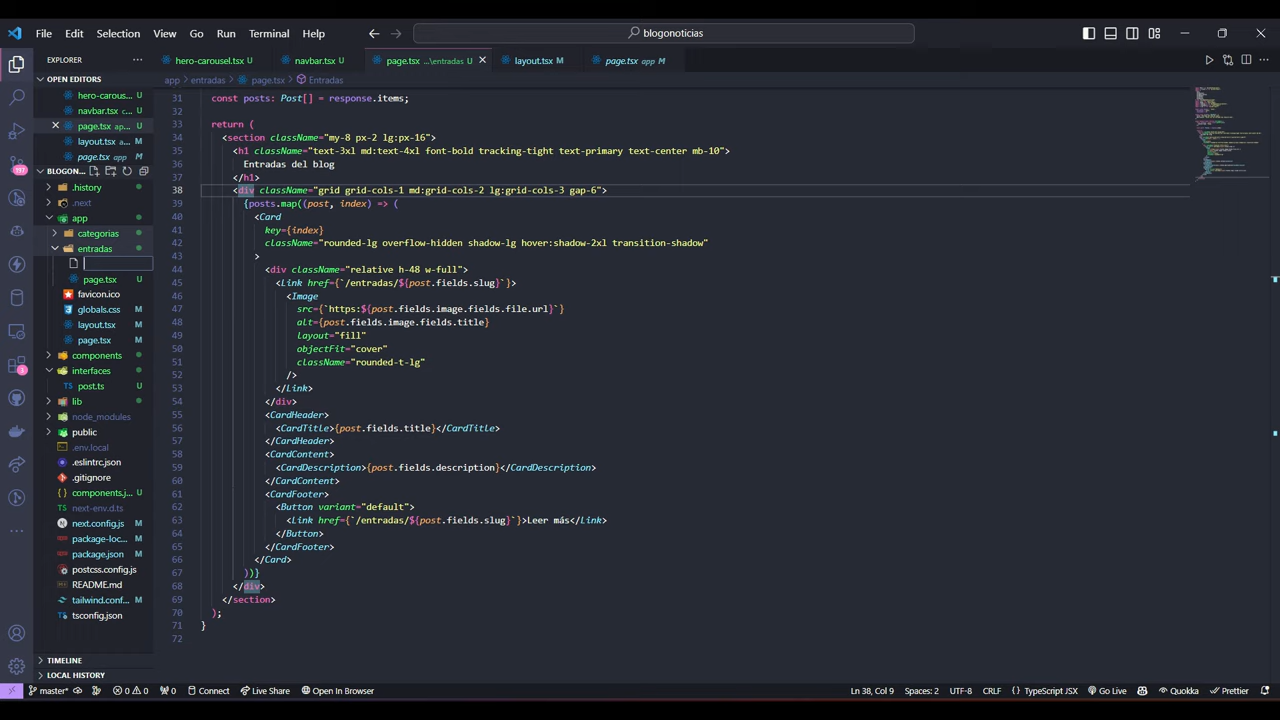 File Edit Selection View Go Run Terminal Help
blogonoticias
EXPLORER
hero-carousel.tsx U
navbar.tsx U
page.tsx ...\entradas U
layout.tsx M
page.tsx app M
OPEN EDITORS
hero-carous...
navbar.tsx U
page.tsx ap... U
layout.tsx a... M
page.tsx app M
BLOGON...
.history
.next
app
categorias
entradas
page.tsx U
favicon.ico
globals.css M
layout.tsx M
page.tsx M
components
interfaces
post.ts U
lib
node_modules
public
.env.local
.eslintrc.json
.gitignore
components.j... U
next-env.d.ts
next.config.js M
package-loc... M
package.json M
postcss.config.js
README.md
tailwind.conf... M
tsconfig.json
TIMELINE
LOCAL HISTORY
app > entradas > page.tsx > Entradas
31 const posts: Post[] = response.items;
32
33 return (
34 <section className="my-8 px-2 lg:px-16">
35 <h1 className="text-3xl md:text-4xl font-bold tracking-tight text-primary text-center mb-10">
36 Entradas del blog
37 </h1>
38 <div className="grid grid-cols-1 md:grid-cols-2 lg:grid-cols-3 gap-6">
39 {posts.map((post, index) => (
40 <Card
41 key={index}
42 className="rounded-lg overflow-hidden shadow-lg hover:shadow-2xl transition-shadow"
43 >
44 <div className="relative h-48 w-full">
45 <Link href={`/entradas/${post.fields.slug}`}>
46 <Image
47 src={`https:${post.fields.image.fields.file.url}`}
48 alt={post.fields.image.fields.title}
49 layout="fill"
50 objectFit="cover"
51 className="rounded-t-lg"
52 />
53 </Link>
54 </div>
55 <CardHeader>
56 <CardTitle>{post.fields.title}</CardTitle>
57 </CardHeader>
58 <CardContent>
59 <CardDescription>{post.fields.description}</CardDescription>
60 </CardContent>
61 <CardFooter>
62 <Button variant="default">
63 <Link href={`/entradas/${post.fields.slug}`}>Leer más</Link>
64 </Button>
65 </CardFooter>
66 </Card>
67 ))}
68 </div>
69 </section>
70 );
71 }
72
master* 0 0 0 Connect Live Share Open In Browser Ln 38, Col 9 Spaces: 2 UTF-8 CRLF TypeScript JSX Go Live Quokka Prettier